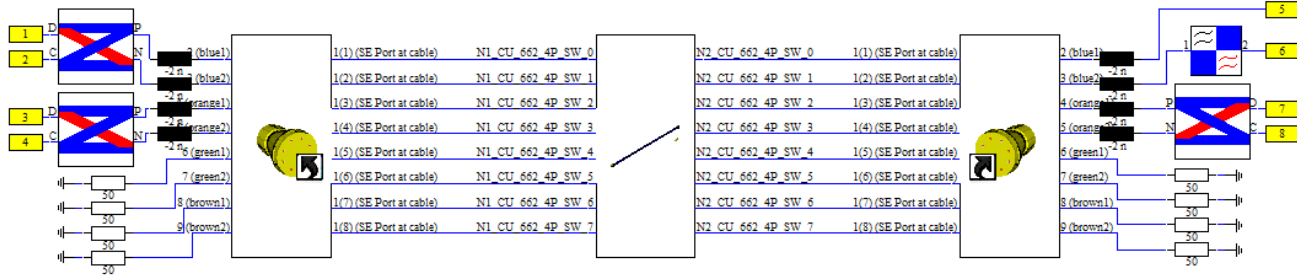 1 D P
2 C N
3 D P
4 C N
-2 n
-2 n
-2 n
-2 n
(blue1)
3 (blue2)
(orange1)
(orange2)
6 (green1)
7 (green2)
8 (brown1)
9 (brown2)
50
50
50
50
1(1) (SE Port at cable) N1_CU_662_4P_SW_0
1(2) (SE Port at cable) N1_CU_662_4P_SW_1
1(3) (SE Port at cable) N1_CU_662_4P_SW_2
1(4) (SE Port at cable) N1_CU_662_4P_SW_3
1(5) (SE Port at cable) N1_CU_662_4P_SW_4
1(6) (SE Port at cable) N1_CU_662_4P_SW_5
1(7) (SE Port at cable) N1_CU_662_4P_SW_6
1(8) (SE Port at cable) N1_CU_662_4P_SW_7
N2_CU_662_4P_SW_0 1(1) (SE Port at cable)
N2_CU_662_4P_SW_1 1(2) (SE Port at cable)
N2_CU_662_4P_SW_2 1(3) (SE Port at cable)
N2_CU_662_4P_SW_3 1(4) (SE Port at cable)
N2_CU_662_4P_SW_4 1(5) (SE Port at cable)
N2_CU_662_4P_SW_5 1(6) (SE Port at cable)
N2_CU_662_4P_SW_6 1(7) (SE Port at cable)
N2_CU_662_4P_SW_7 1(8) (SE Port at cable)
2 (blue1)
3 (blue2)
4 (orange1)
5 (orange2)
6 (green1)
7 (green2)
8 (brown1)
9 (brown2)
-2 n
-2 n
-2 n
-2 n
5
1 2 6
P D 7
N C 8
50
50
50
50